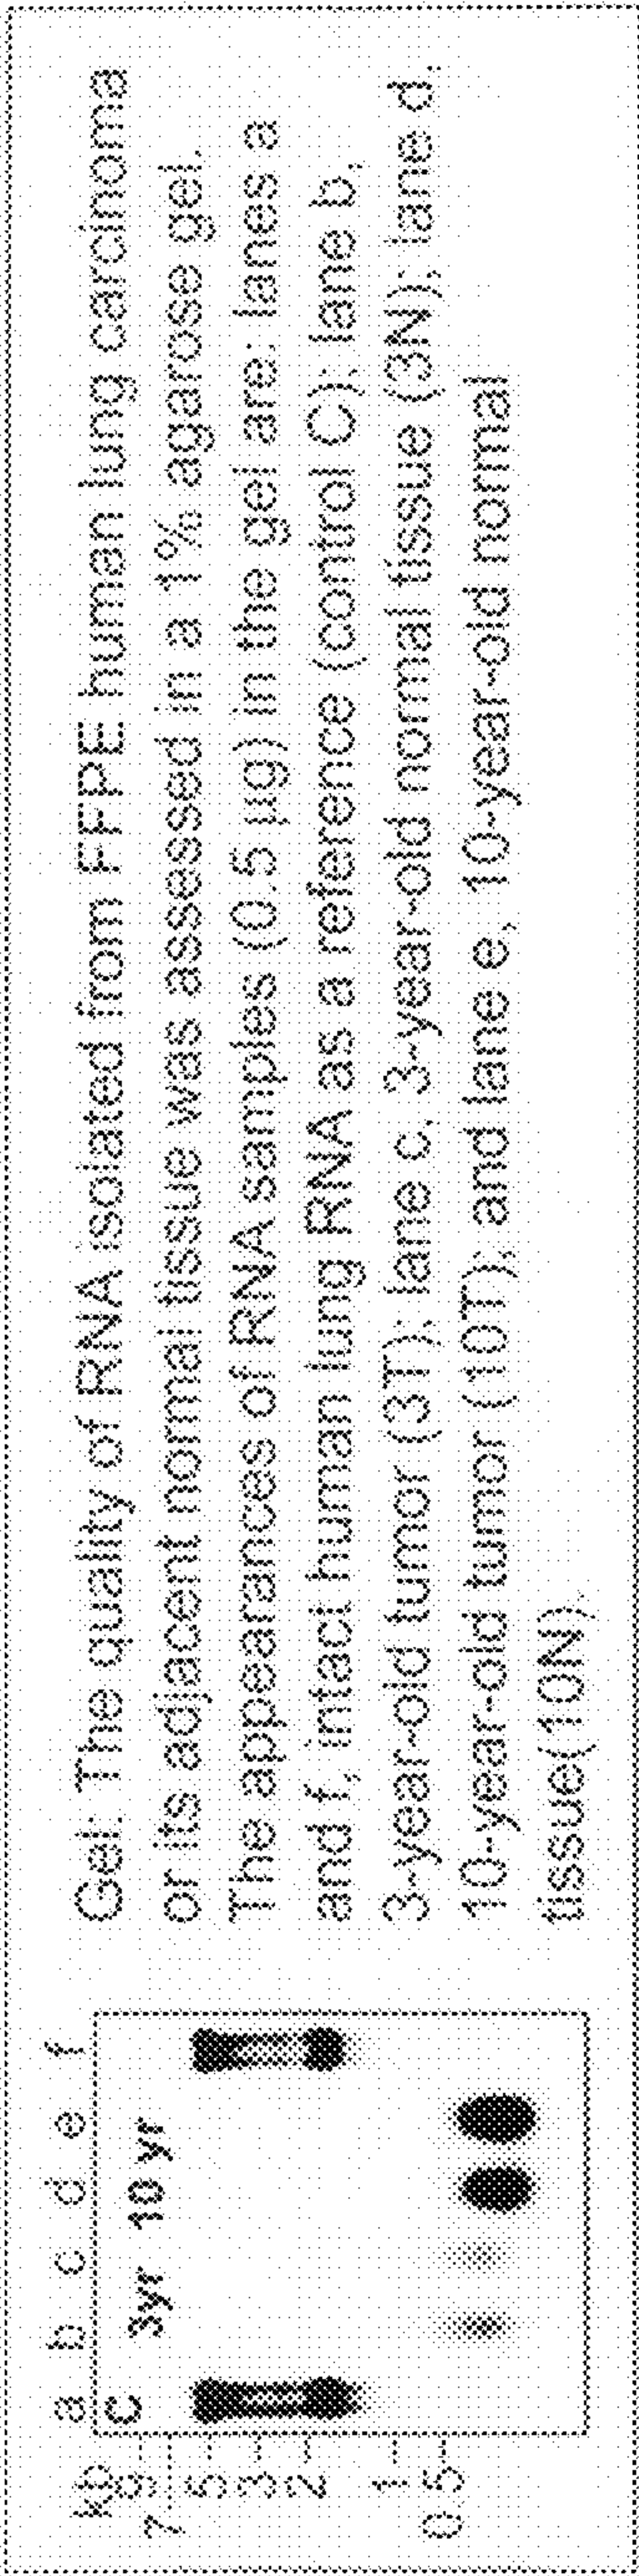 a b c d e f
kb
9
7
5
3
2
1
0.5
C 3yr 10 yr
Gel: The quality of RNA isolated from FFPE human lung carcinoma
or its adjacent normal tissue was assessed in a 1% agarose gel.
The appearances of RNA samples (0.5 µg) in the gel are: lanes a
and f, intact human lung RNA as a reference (control C); lane b,
3-year-old tumor (3T); lane c, 3-year-old normal tissue (3N); lane d,
10-year-old tumor (10T); and lane e, 10-year-old normal
tissue(10N).